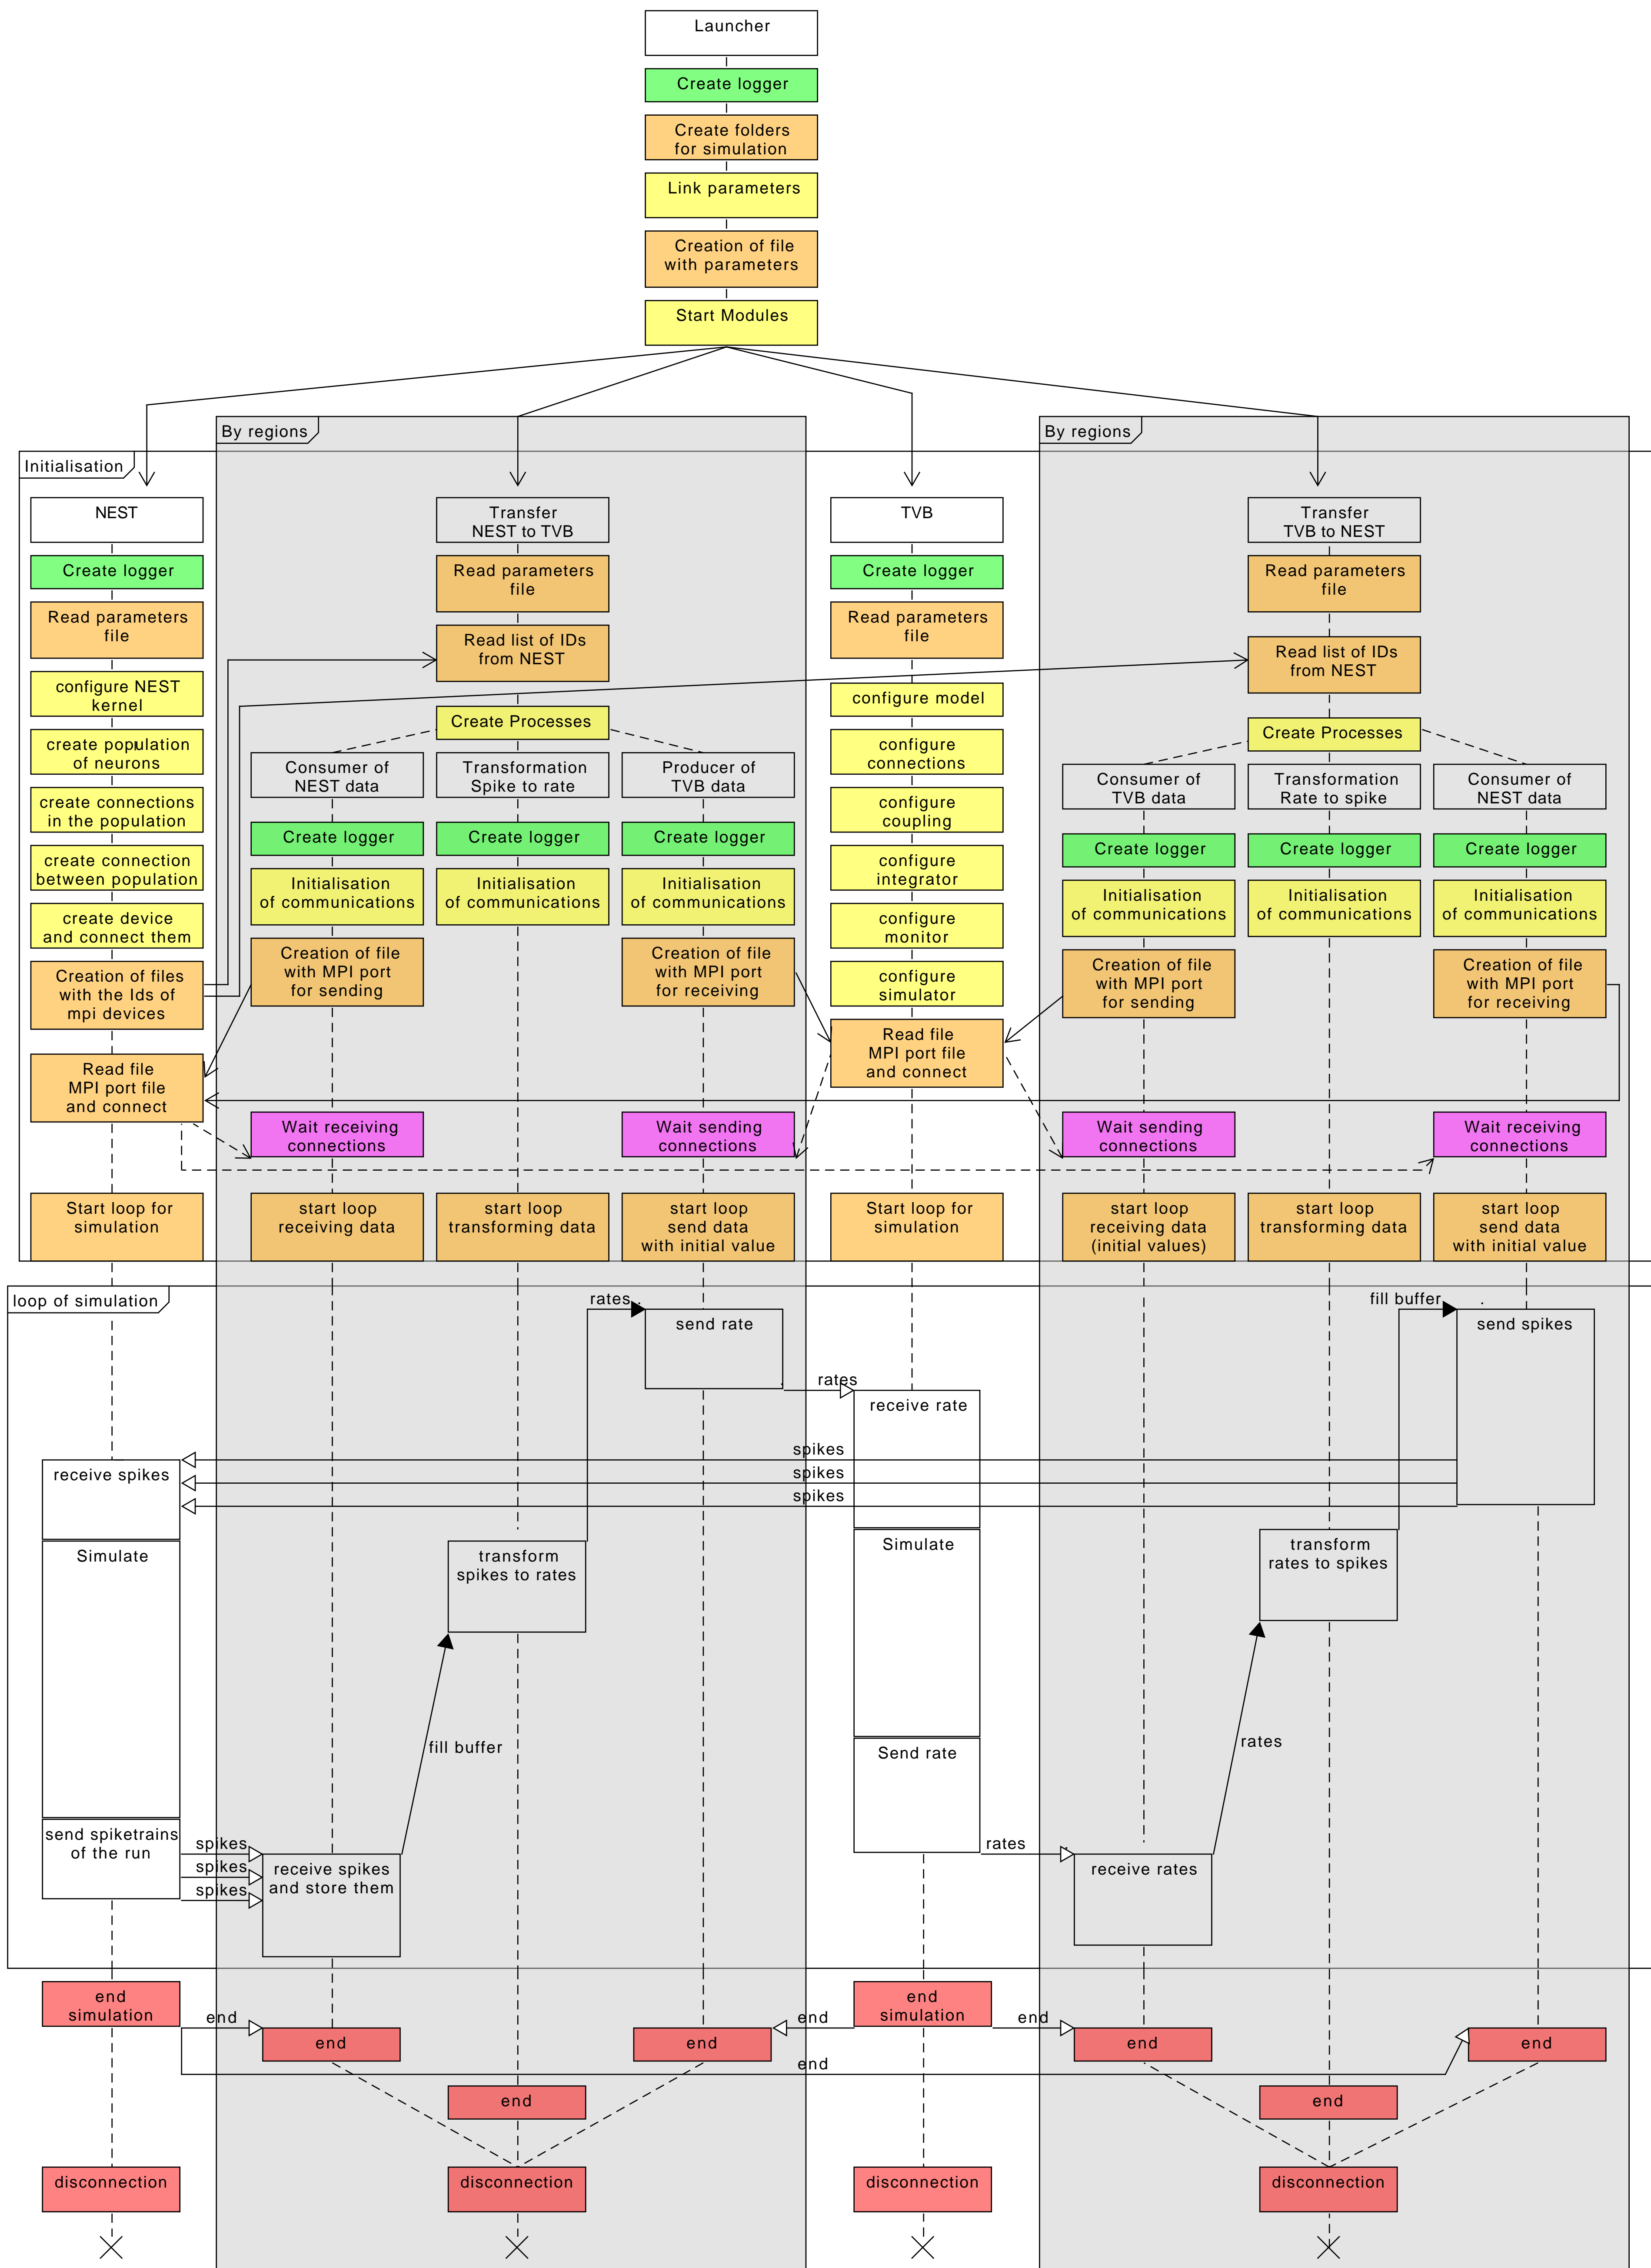 Launcher
Create logger
Create folders
for simulation
Link parameters
Creation of file
with parameters
Start Modules
By regions
By regions
Initialisation
NEST
Transfer
NEST to TVB
TVB
Transfer
TVB to NEST
Create logger
Read parameters
file
Create logger
Read parameters
file
Read parameters
file
Read list of IDs
from NEST
Read parameters
file
Read list of IDs
from NEST
configure NEST
kernel
configure model
Create Processes
Create Processes
create population
of neurons
configure
connections
Consumer of
NEST data
Transformation
Spike to rate
Producer of
TVB data
Consumer of
TVB data
Transformation
Rate to spike
Consumer of
NEST data
create connections
in the population
configure
coupling
Create logger
Create logger
Create logger
Create logger
Create logger
Create logger
create connection
between population
configure
integrator
Initialisation
of communications
Initialisation
of communications
Initialisation
of communications
Initialisation
of communications
Initialisation
of communications
Initialisation
of communications
create device
and connect them
configure
monitor
Creation of file
with MPI port
for sending
Creation of file
with MPI port
for receiving
Creation of file
with MPI port
for sending
Creation of file
with MPI port
for receiving
Creation of files
with the Ids of
mpi devices
configure
simulator
Read file
MPI port file
and connect
Read file
MPI port file
and connect
Wait receiving
connections
Wait sending
connections
Wait sending
connections
Wait receiving
connections
Start loop for
simulation
start loop
receiving data
start loop
transforming data
start loop
send data
with initial value
Start loop for
simulation
start loop
receiving data
(initial values)
start loop
transforming data
start loop
send data
with initial value
loop of simulation
rates
fill buffer
send rate
send spikes
rates
receive rate
spikes
spikes
spikes
receive spikes
Simulate
transform
spikes to rates
Simulate
transform
rates to spikes
fill buffer
Send rate
rates
send spiketrains
of the run
spikes
spikes
spikes
receive spikes
and store them
rates
receive rates
end
simulation
end
simulation
end
end
end
end
end
end
end
end
end
end
disconnection
disconnection
disconnection
disconnection